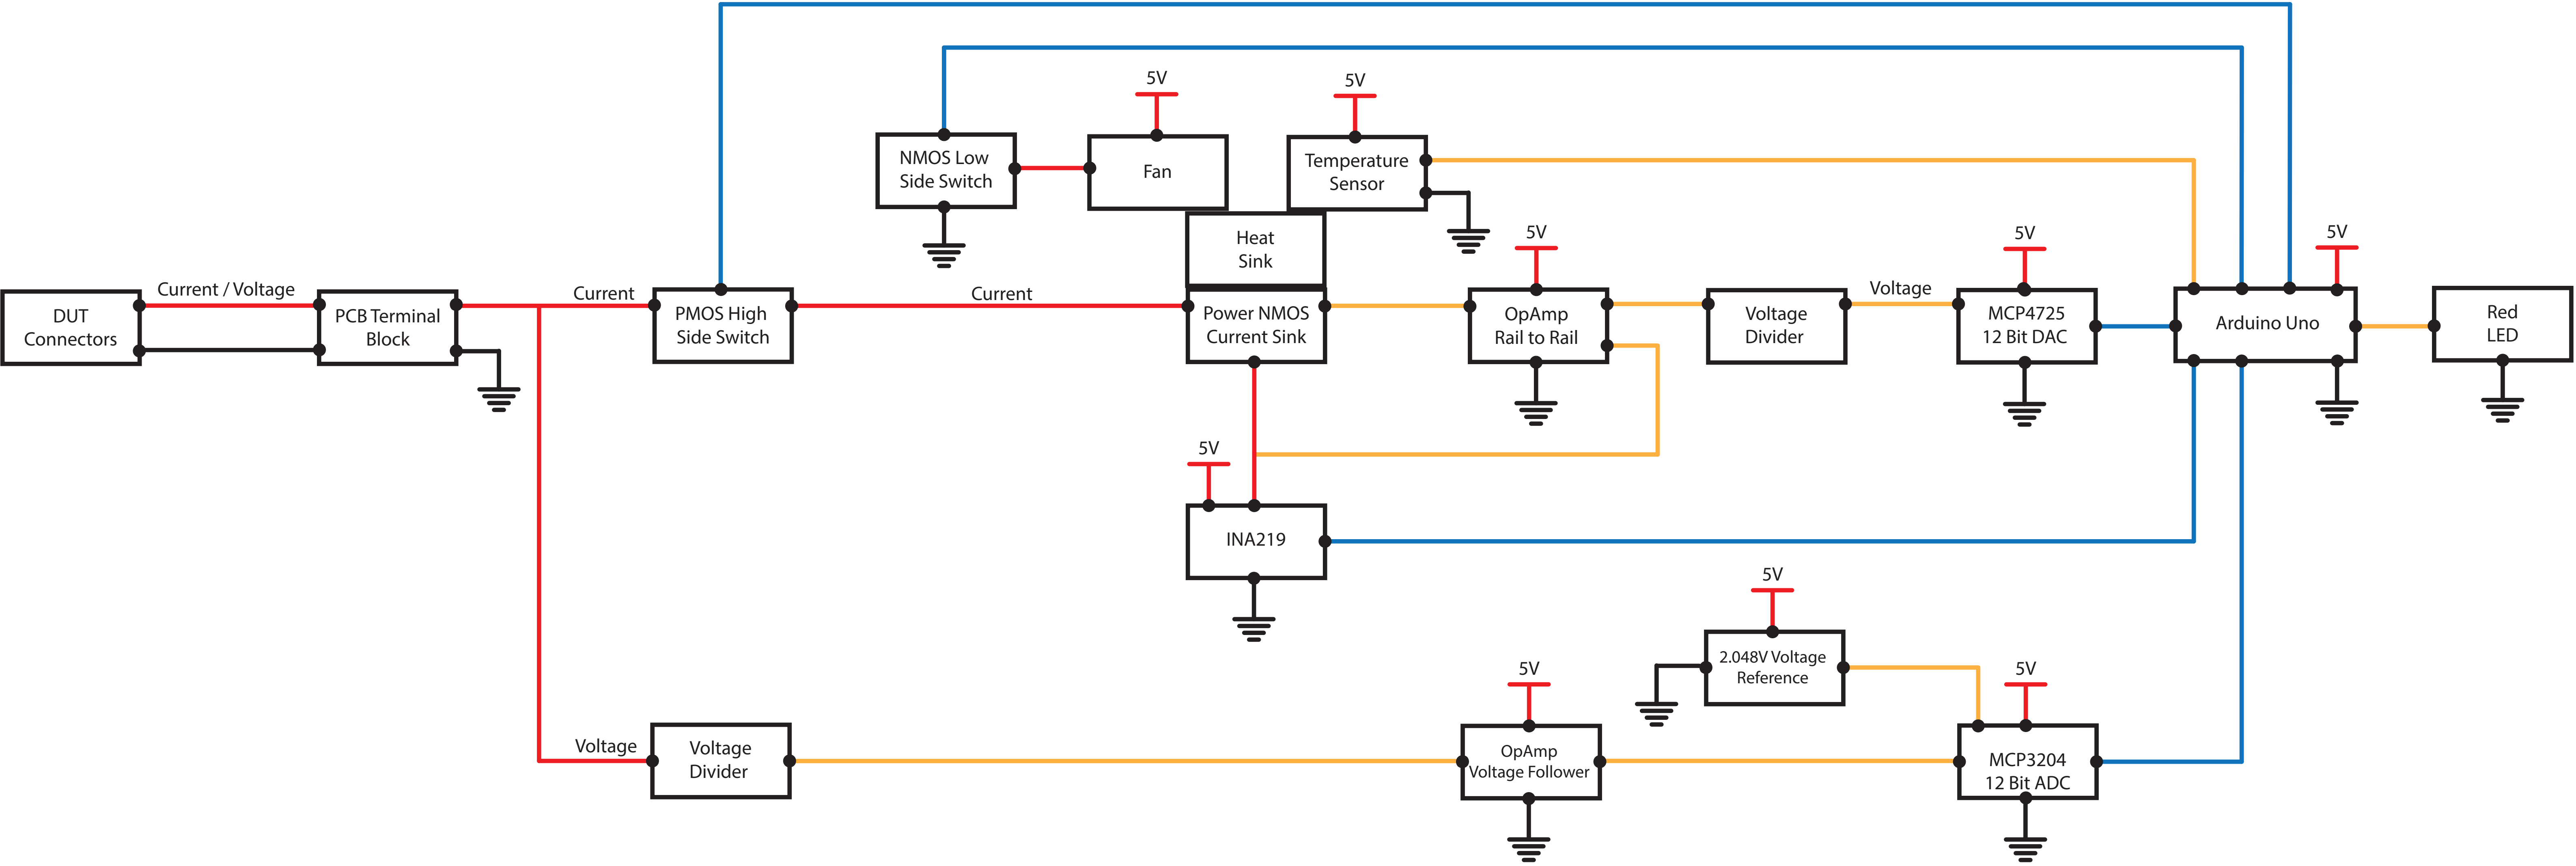 5V
5V
NMOS Low
Side Switch
Fan
Temperature
Sensor
Heat
Sink
5V
5V
5V
DUT
Connectors
Current / Voltage
PCB Terminal
Block
Current
PMOS High
Side Switch
Current
Power NMOS
Current Sink
OpAmp
Rail to Rail
Voltage
Divider
Voltage
MCP4725
12 Bit DAC
Arduino Uno
Red
LED
5V
INA219
5V
2.048V Voltage
Reference
5V
5V
Voltage
Voltage
Divider
OpAmp
Voltage Follower
MCP3204
12 Bit ADC